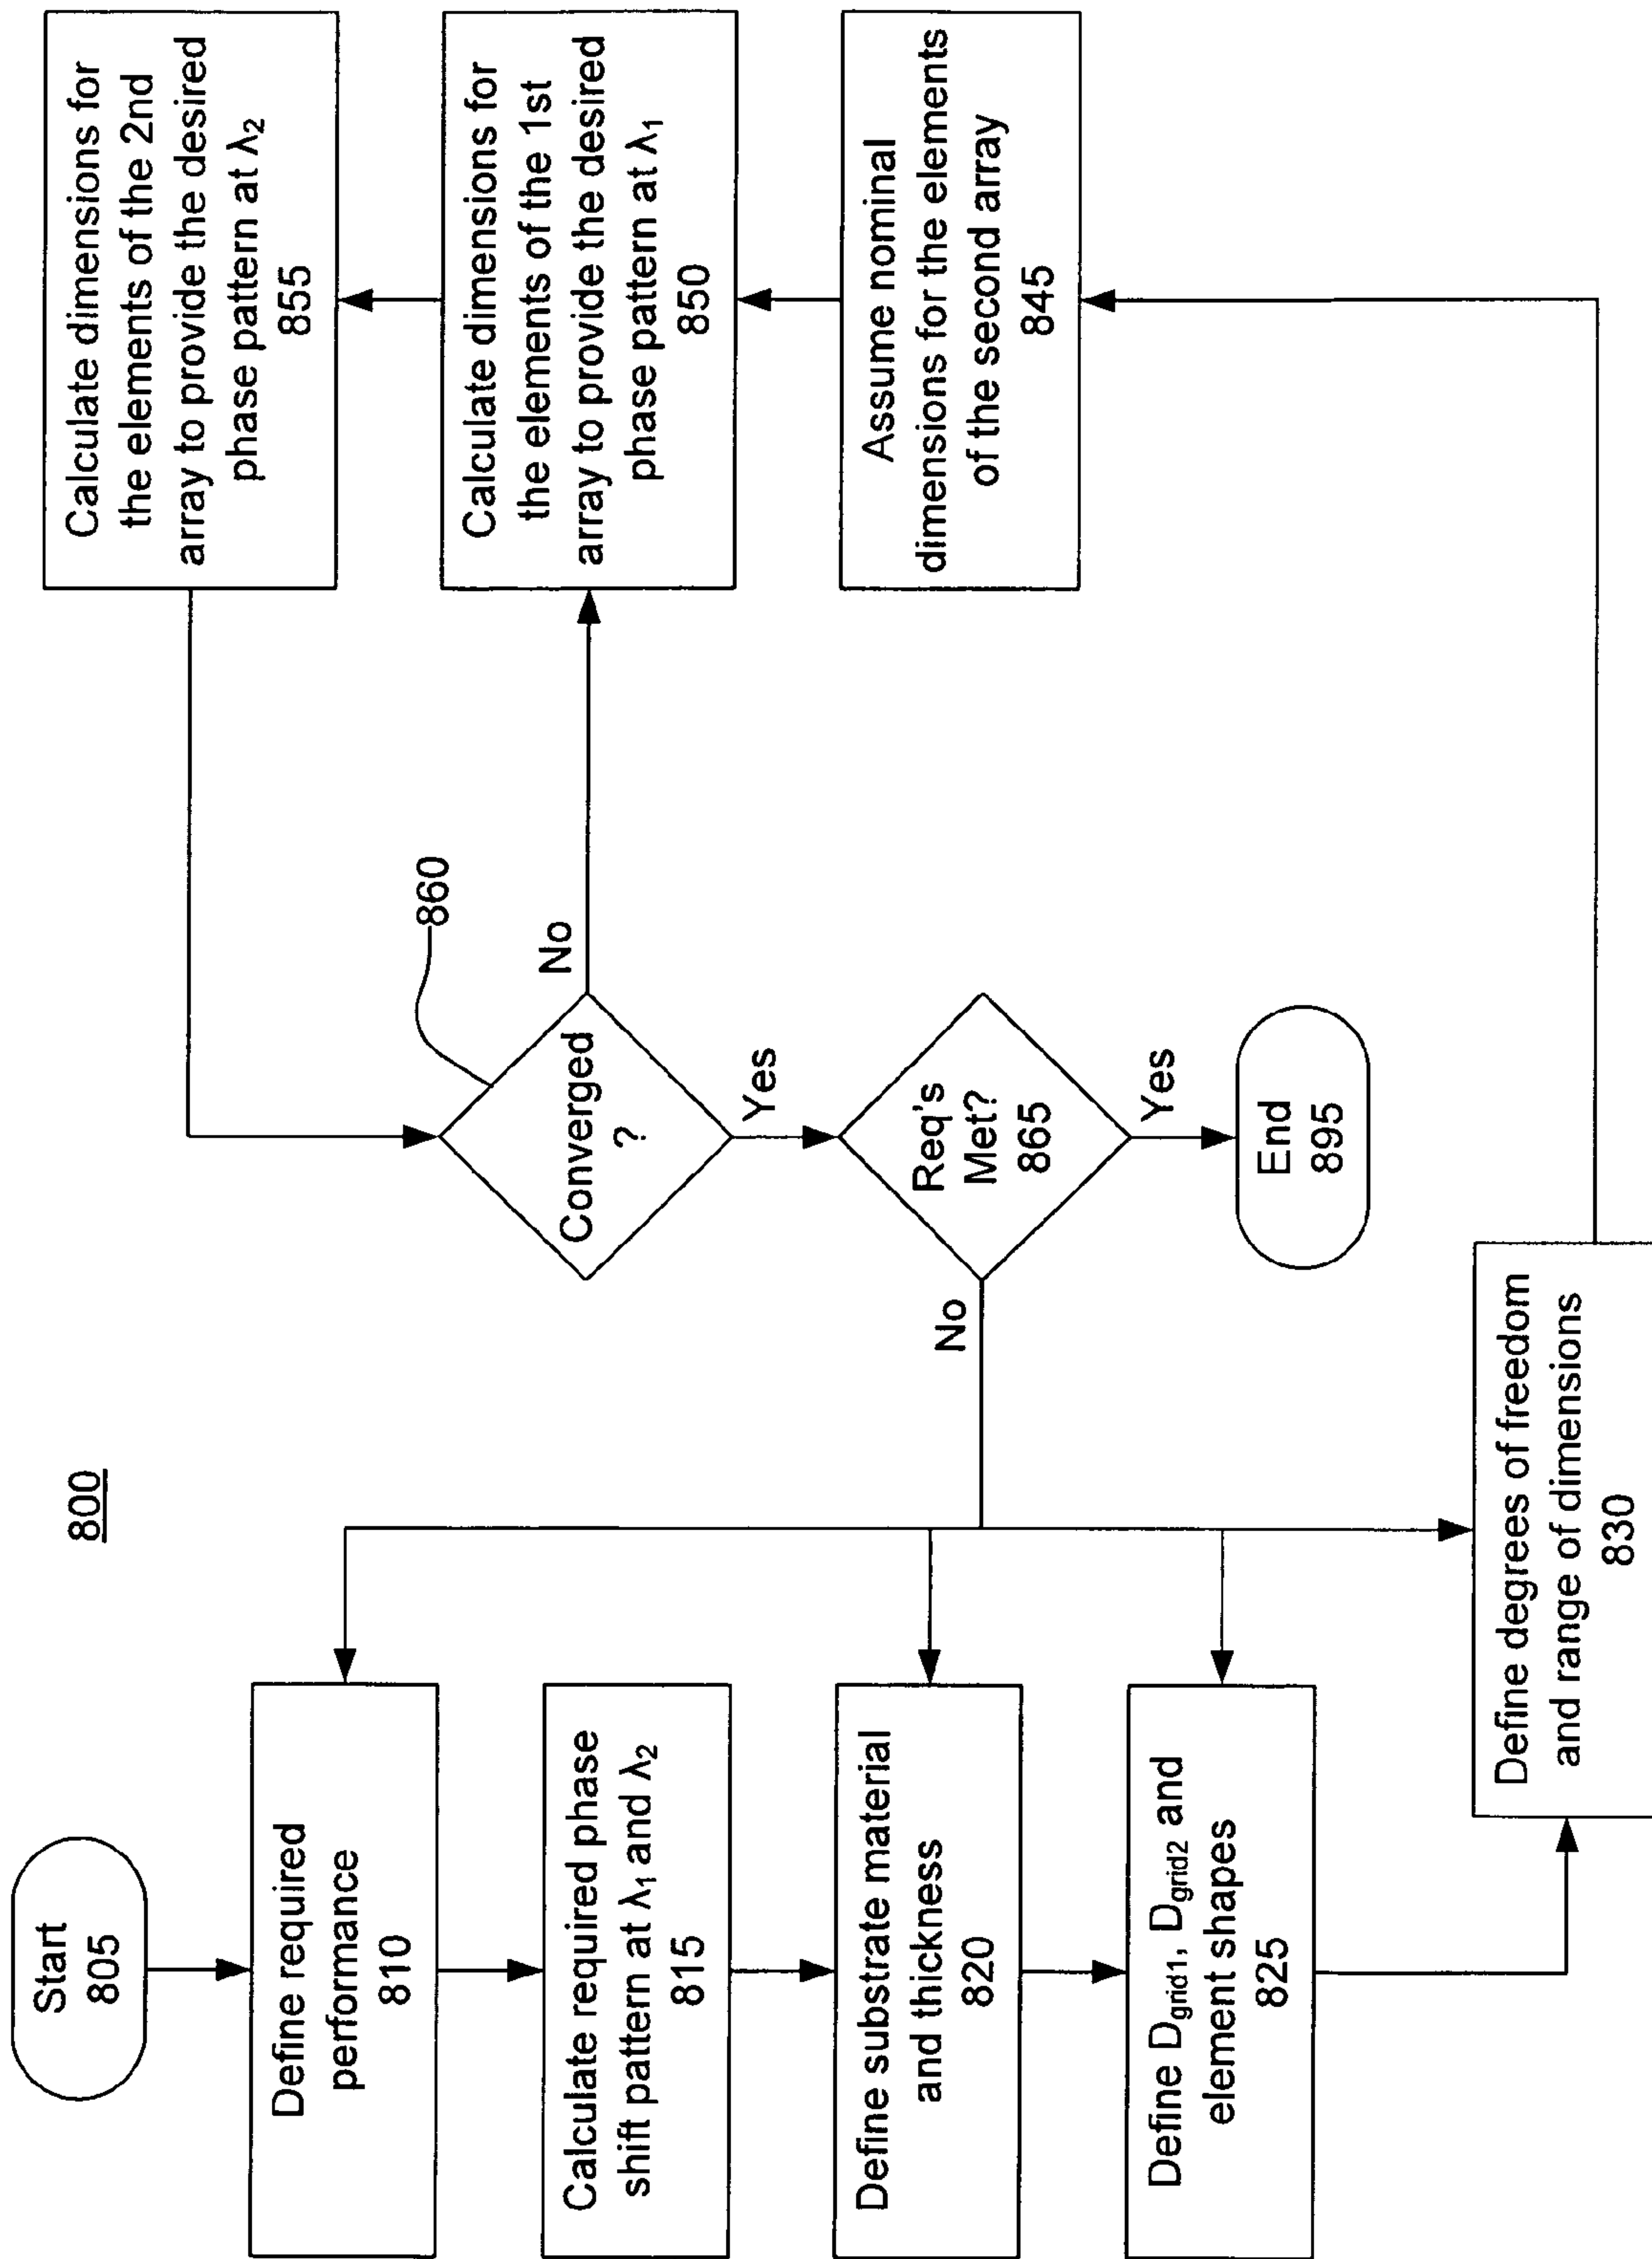 800
Start
805
Define required
performance
810
Calculate required phase
shift pattern at λ₁ and λ₂
815
Define substrate material
and thickness
820
Define D_grid1, D_grid2 and
element shapes
825
Define degrees of freedom
and range of dimensions
830
Assume nominal
dimensions for the elements
of the second array
845
Calculate dimensions for
the elements of the 1st
array to provide the desired
phase pattern at λ₁
850
Calculate dimensions for
the elements of the 2nd
array to provide the desired
phase pattern at λ₂
855
860
Converged
?
No
Yes
Req's
Met?
865
No
Yes
End
895